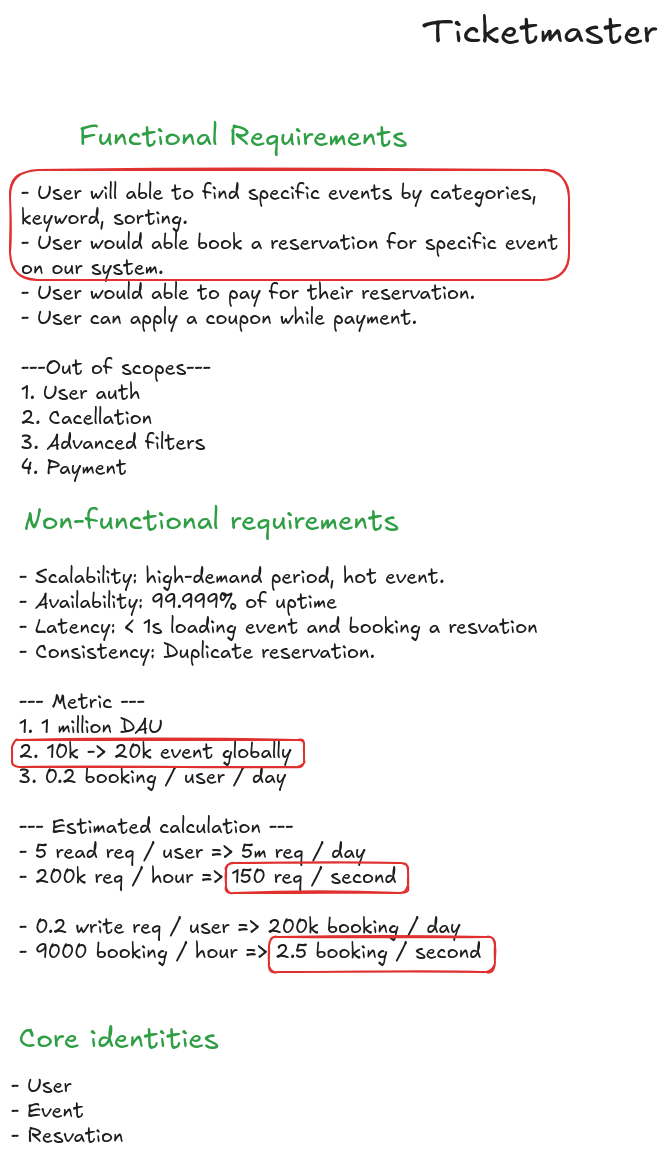 Ticketmaster
Functional Requirements
- User will able to find specific events by categories,
keyword, sorting.
- User would able book a reservation for specific event
on our system.
- User would able to pay for their reservation.
- User can apply a coupon while payment.
---Out of scopes---
1. User auth
2. Cacellation
3. Advanced filters
4. Payment
Non-functional requirements
- Scalability: high-demand period, hot event.
- Availability: 99.999% of uptime
- Latency: < 1s loading event and booking a resvation
- Consistency: Duplicate reservation.
--- Metric ---
1. 1 million DAU
2. 10k -> 20k event globally
3. 0.2 booking / user / day
--- Estimated calculation ---
- 5 read req / user => 5m req / day
- 200k req / hour => 150 req / second
- 0.2 write req / user => 200k booking / day
- 9000 booking / hour => 2.5 booking / second
Core identities
- User
- Event
- Resvation